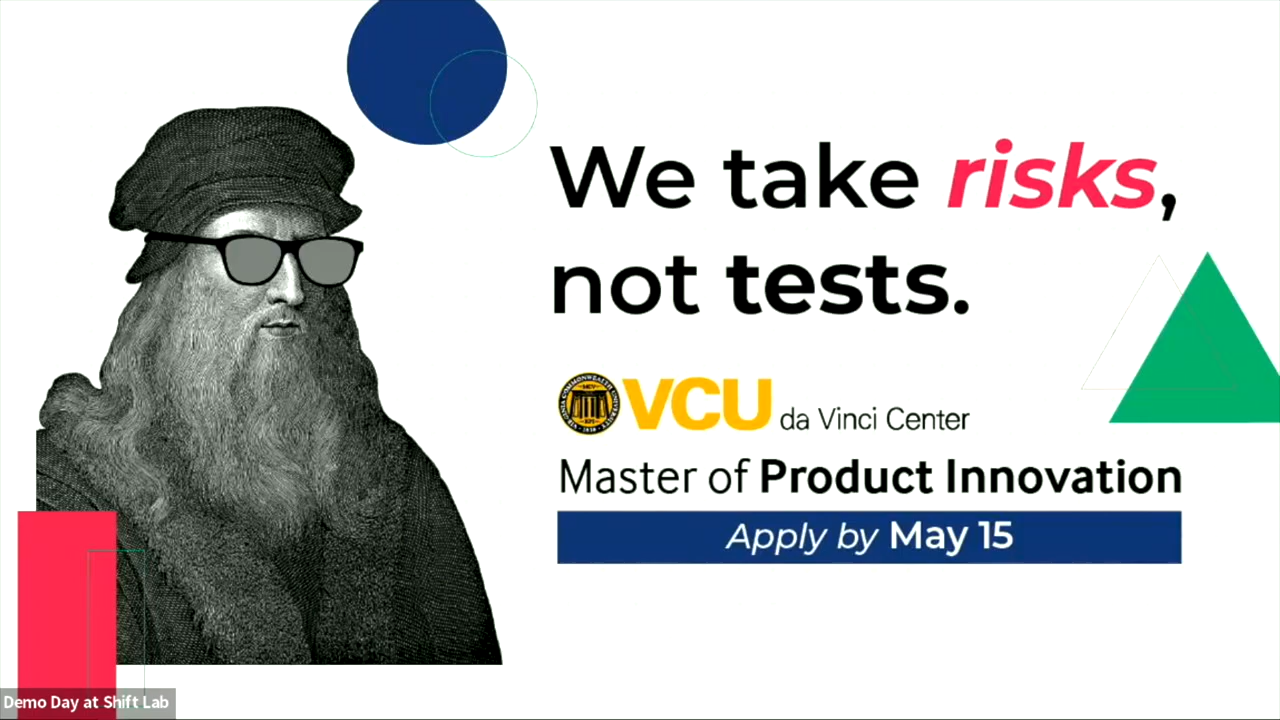 We take risks,
not tests.
VCU da Vinci Center
Master of Product Innovation
Apply by May 15
Demo Day at Shift Lab